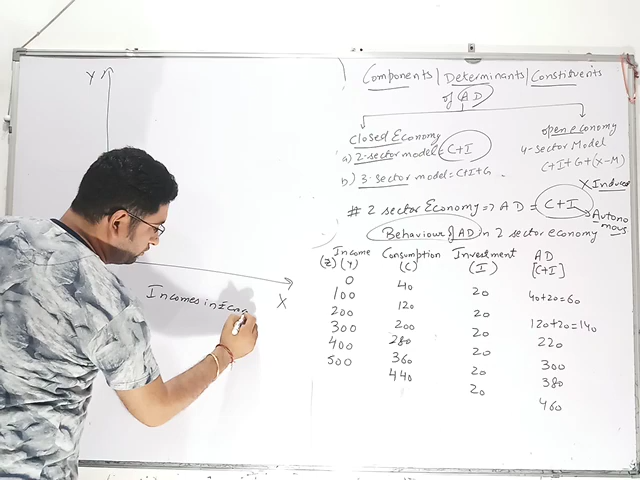 Y
X
Incomes in ₹ Cro
Components / Determinants / Constituents
of AD
Closed Economy
a) 2-sector model = C+I
b) 3-sector model = C+I+G
open economy
4-sector Model
C+I+G+(X-M)
X Induced
# 2 sector Economy => AD = C+I
Autono
mous
Behaviour of AD in 2 sector economy
Income Consumption Investment AD
(Z) (Y) (C) (I) [C+I]
0 40 20 40+20=60
100 120 20 120+20=140
200 200 20 220
300 280 20 300
400 360 20 380
500 440 20 460